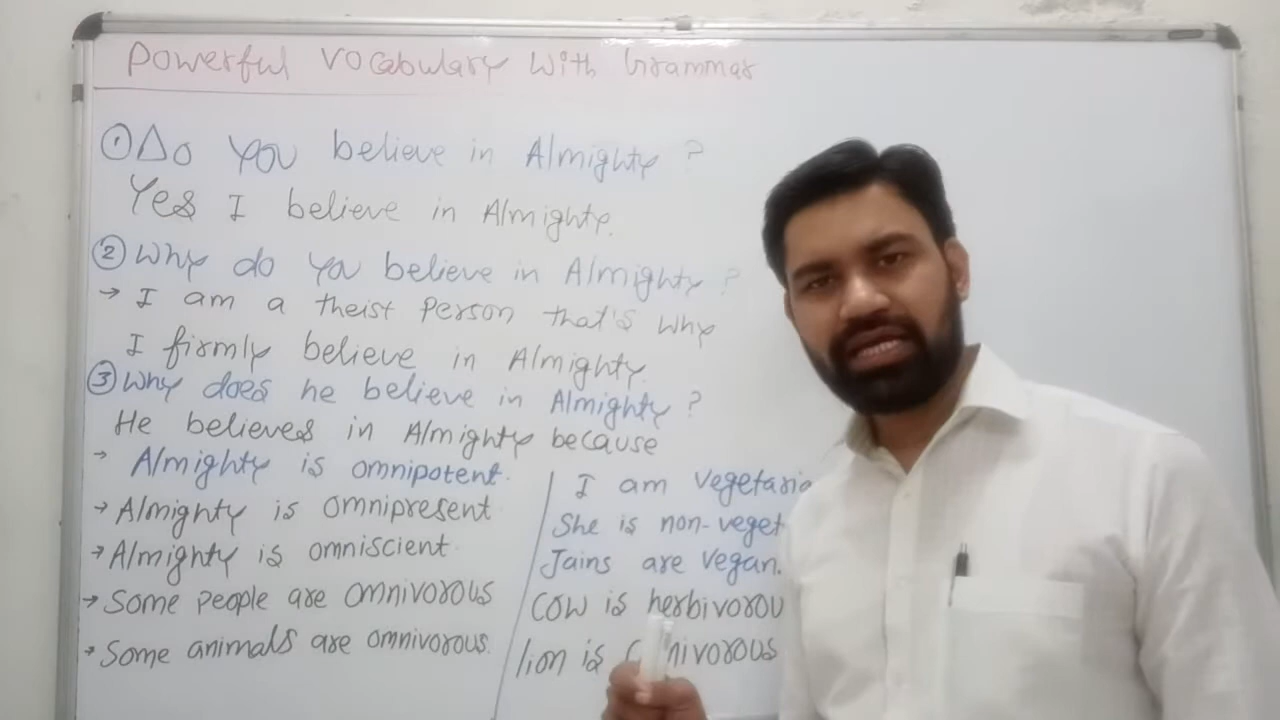 Powerful Vocabulary With Grammar
① Do you believe in Almighty ?
Yes I believe in Almighty.
② Why do you believe in Almighty ?
→ I am a theist Person that's why
I firmly believe in Almighty.
③ Why does he believe in Almighty ?
He believes in Almighty because
→ Almighty is omnipotent.
→ Almighty is omnipresent
→ Almighty is omniscient.
→ Some people are omnivorous
→ Some animals are omnivorous.
I am vegetaria
She is non-veget
Jains are vegan.
Cow is herbivorou
lion is